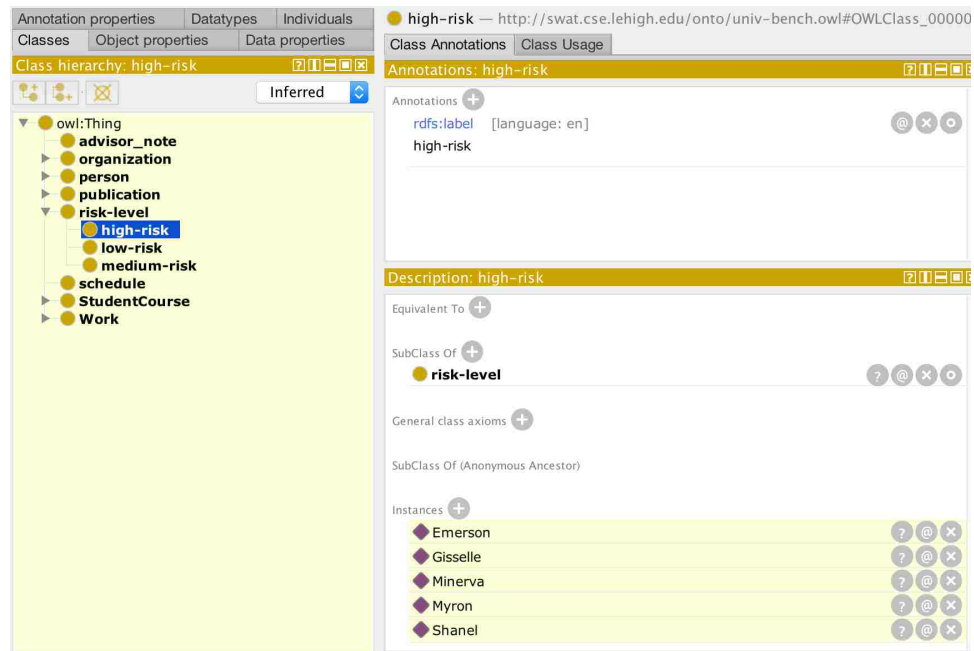 Annotation properties Datatypes Individuals
Classes Object properties Data properties
Class hierarchy: high-risk
Inferred
owl:Thing
advisor_note
organization
person
publication
risk-level
high-risk
low-risk
medium-risk
schedule
StudentCourse
Work
high-risk — http://swat.cse.lehigh.edu/onto/univ-bench.owl#OWLClass_00000
Class Annotations Class Usage
Annotations: high-risk
Annotations
rdfs:label [language: en]
high-risk
Description: high-risk
Equivalent To
SubClass Of
risk-level
General class axioms
SubClass Of (Anonymous Ancestor)
Instances
Emerson
Gisselle
Minerva
Myron
Shanel